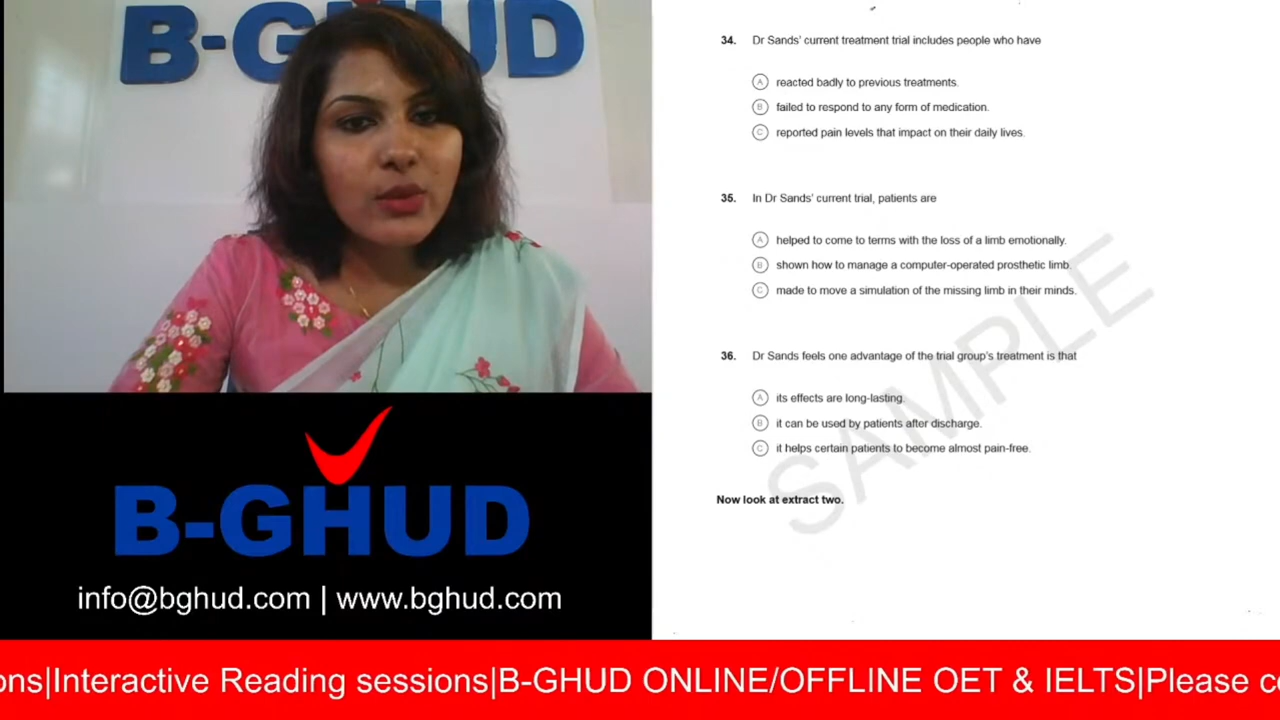 B-GHUD
34. Dr Sands' current treatment trial includes people who have
A reacted badly to previous treatments.
B failed to respond to any form of medication.
C reported pain levels that impact on their daily lives.
35. In Dr Sands' current trial, patients are
A helped to come to terms with the loss of a limb emotionally.
B shown how to manage a computer-operated prosthetic limb.
C made to move a simulation of the missing limb in their minds.
36. Dr Sands feels one advantage of the trial group's treatment is that
A its effects are long-lasting.
B it can be used by patients after discharge.
C it helps certain patients to become almost pain-free.
Now look at extract two.
SAMPLE
B-GHUD
info@bghud.com | www.bghud.com
ons|Interactive Reading sessions|B-GHUD ONLINE/OFFLINE OET & IELTS|Please co